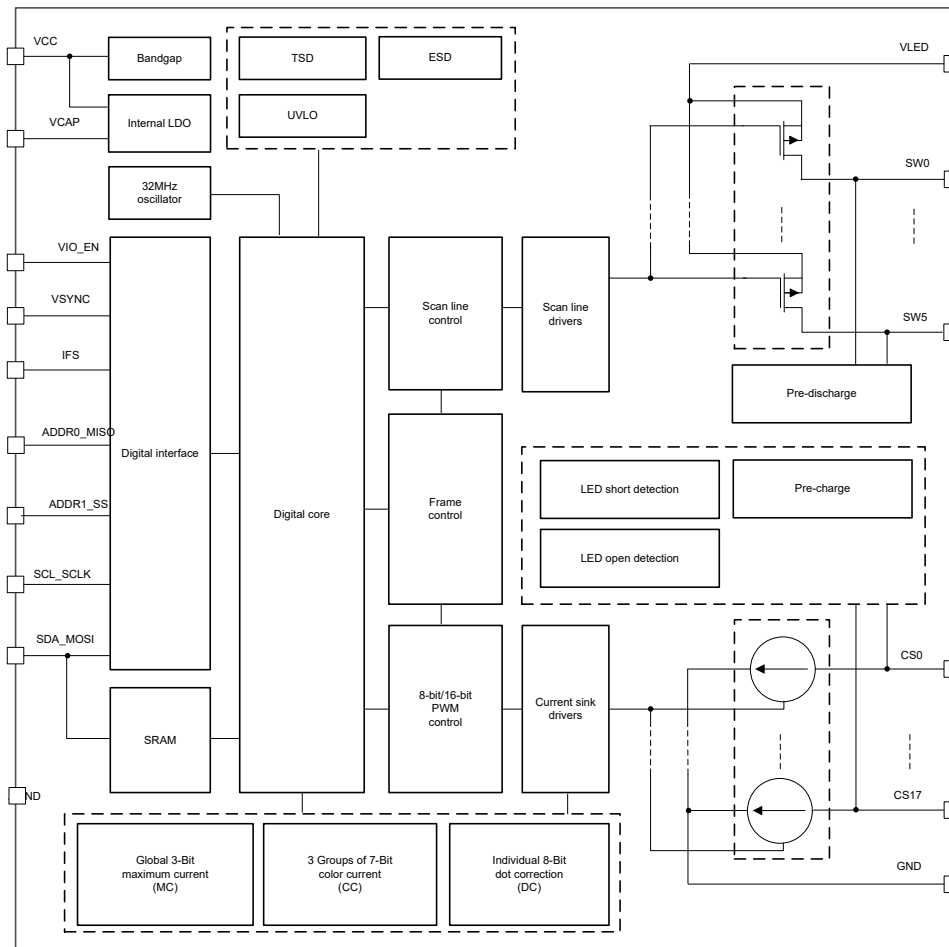 VCC
Bandgap
TSD
ESD
VLED
VCAP
Internal LDO
UVLO
32MHz
oscillator
SW0
VIO_EN
VSYNC
IFS
ADDR0_MISO
ADDR1_SS
SCL_SCLK
SDA_MOSI
Digital interface
Digital core
Scan line
control
Scan line
drivers
SW5
Pre-discharge
Frame
control
LED short detection
Pre-charge
LED open detection
8-bit/16-bit
PWM
control
Current sink
drivers
CS0
SRAM
ND
CS17
GND
Global 3-Bit
maximum current
(MC)
3 Groups of 7-Bit
color current
(CC)
Individual 8-Bit
dot correction
(DC)